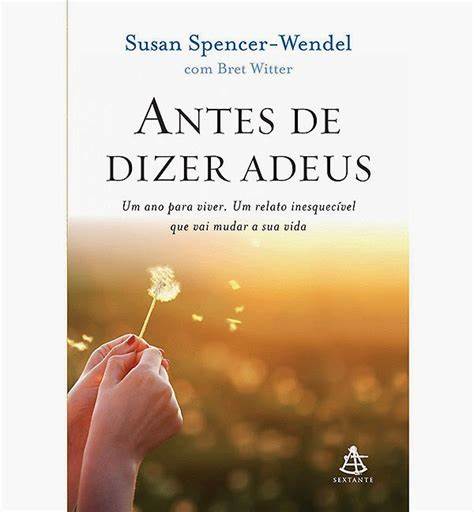 Susan Spencer-Wendel
com Bret Witter
ANTES DE
DIZER ADEUS
Um ano para viver. Um relato inesquecível
que vai mudar a sua vida
SEXTANTE